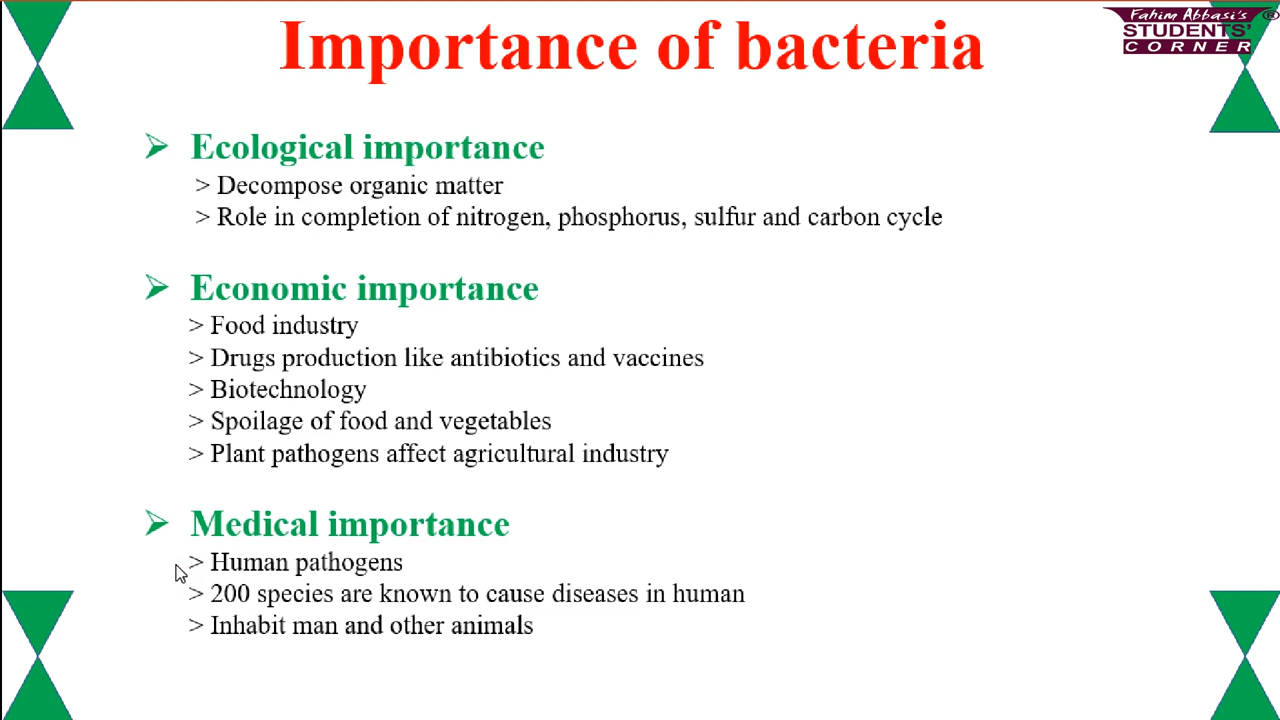 Importance of bacteria
Fahim Abbasi's ®
STUDENTS'
CORNER
➢ Ecological importance
> Decompose organic matter
> Role in completion of nitrogen, phosphorus, sulfur and carbon cycle
➢ Economic importance
> Food industry
> Drugs production like antibiotics and vaccines
> Biotechnology
> Spoilage of food and vegetables
> Plant pathogens affect agricultural industry
➢ Medical importance
> Human pathogens
> 200 species are known to cause diseases in human
> Inhabit man and other animals